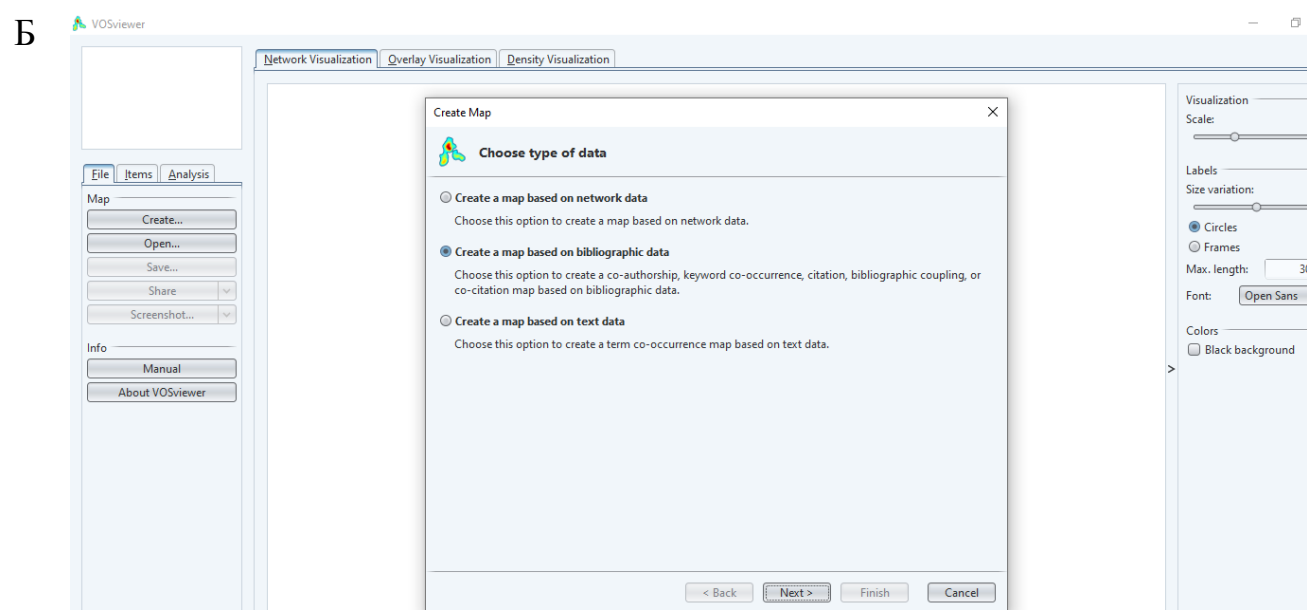 Б
VOSviewer
Network Visualization Overlay Visualization Density Visualization
File Items Analysis
Map
Create...
Open...
Save...
Share
Screenshot...
Info
Manual
About VOSviewer
Create Map
Choose type of data
Create a map based on network data
Choose this option to create a map based on network data.
Create a map based on bibliographic data
Choose this option to create a co-authorship, keyword co-occurrence, citation, bibliographic coupling, or
co-citation map based on bibliographic data.
Create a map based on text data
Choose this option to create a term co-occurrence map based on text data.
< Back Next > Finish Cancel
Visualization
Scale:
Labels
Size variation:
Circles
Frames
Max. length: 30
Font: Open Sans
Colors
Black background
>